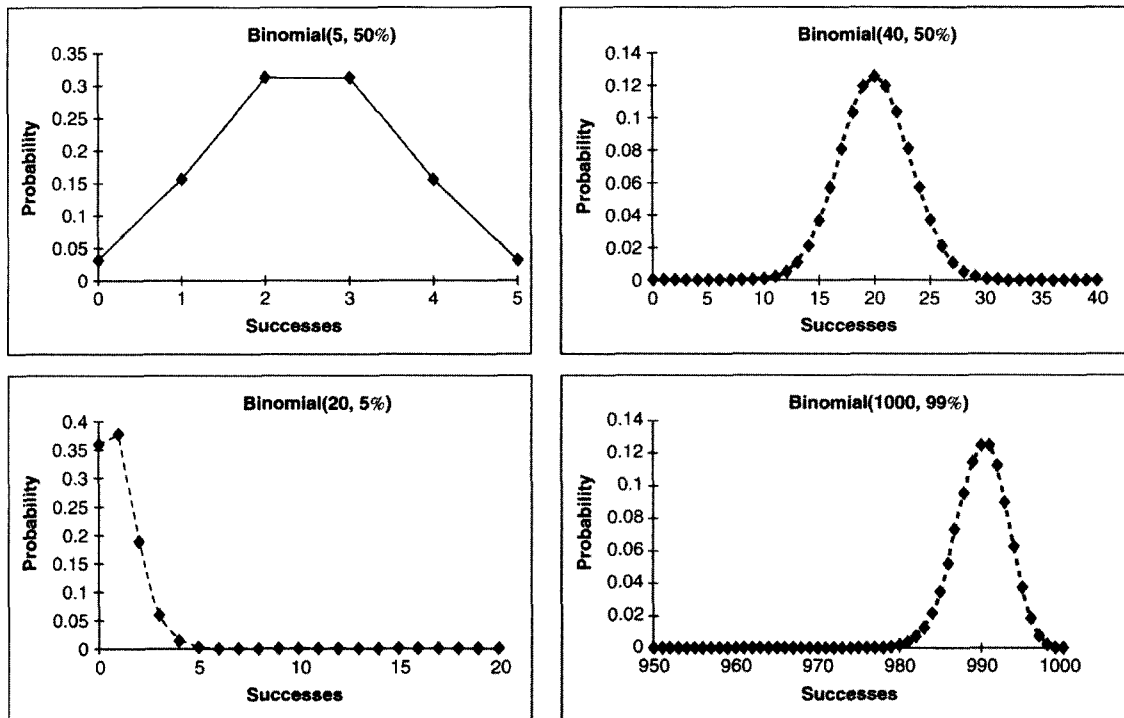 Binomial(5, 50%)
0.35
0.3
0.25
0.2
0.15
0.1
0.05
0
Probability
0 1 2 3 4 5
Successes
Binomial(40, 50%)
0.14
0.12
0.1
0.08
0.06
0.04
0.02
0
Probability
0 5 10 15 20 25 30 35 40
Successes
Binomial(20, 5%)
0.4
0.35
0.3
0.25
0.2
0.15
0.1
0.05
0
Probability
0 5 10 15 20
Successes
Binomial(1000, 99%)
0.14
0.12
0.1
0.08
0.06
0.04
0.02
0
Probability
950 960 970 980 990 1000
Successes